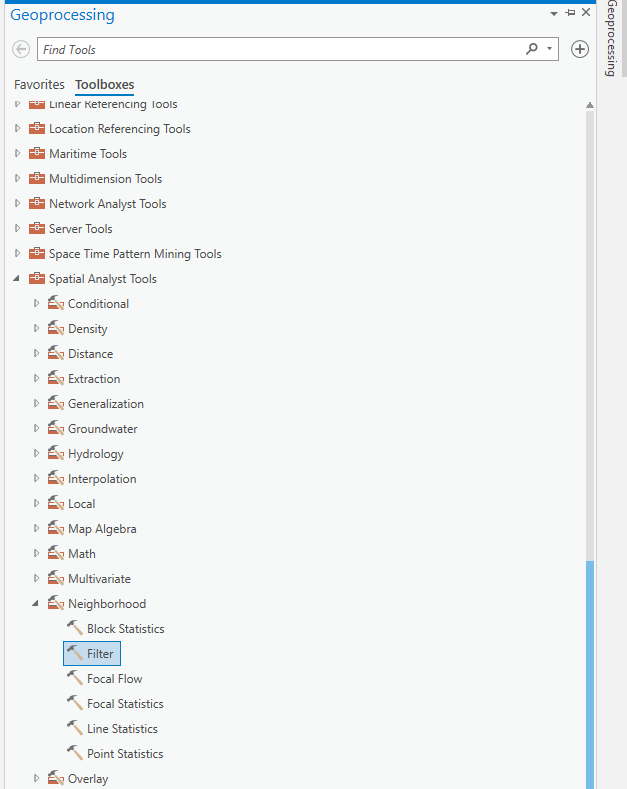 Geoprocessing
Find Tools
Favorites Toolboxes
Linear Referencing Tools
Location Referencing Tools
Maritime Tools
Multidimension Tools
Network Analyst Tools
Server Tools
Space Time Pattern Mining Tools
Spatial Analyst Tools
Conditional
Density
Distance
Extraction
Generalization
Groundwater
Hydrology
Interpolation
Local
Map Algebra
Math
Multivariate
Neighborhood
Block Statistics
Filter
Focal Flow
Focal Statistics
Line Statistics
Point Statistics
Overlay
Geoprocessing